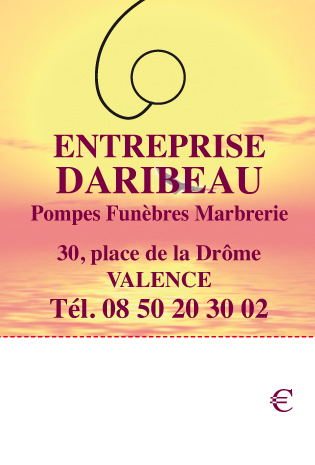 ENTREPRISE
DARIBEAU
Pompes Funèbres Marbrerie
30, place de la Drôme
VALENCE
Tél. 08 50 20 30 02
€